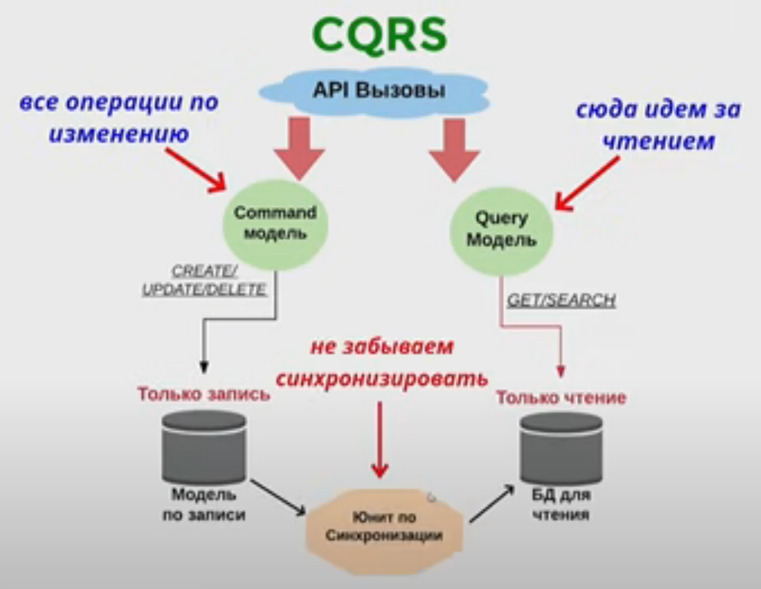 CQRS
API Вызовы
все операции по
изменению
сюда идем за
чтением
Command
модель
Query
Модель
CREATE/
UPDATE/DELETE
GET/SEARCH
не забываем
синхронизировать
Только запись
Только чтение
Модель
по записи
БД для
чтения
Юнит по
Синхронизации